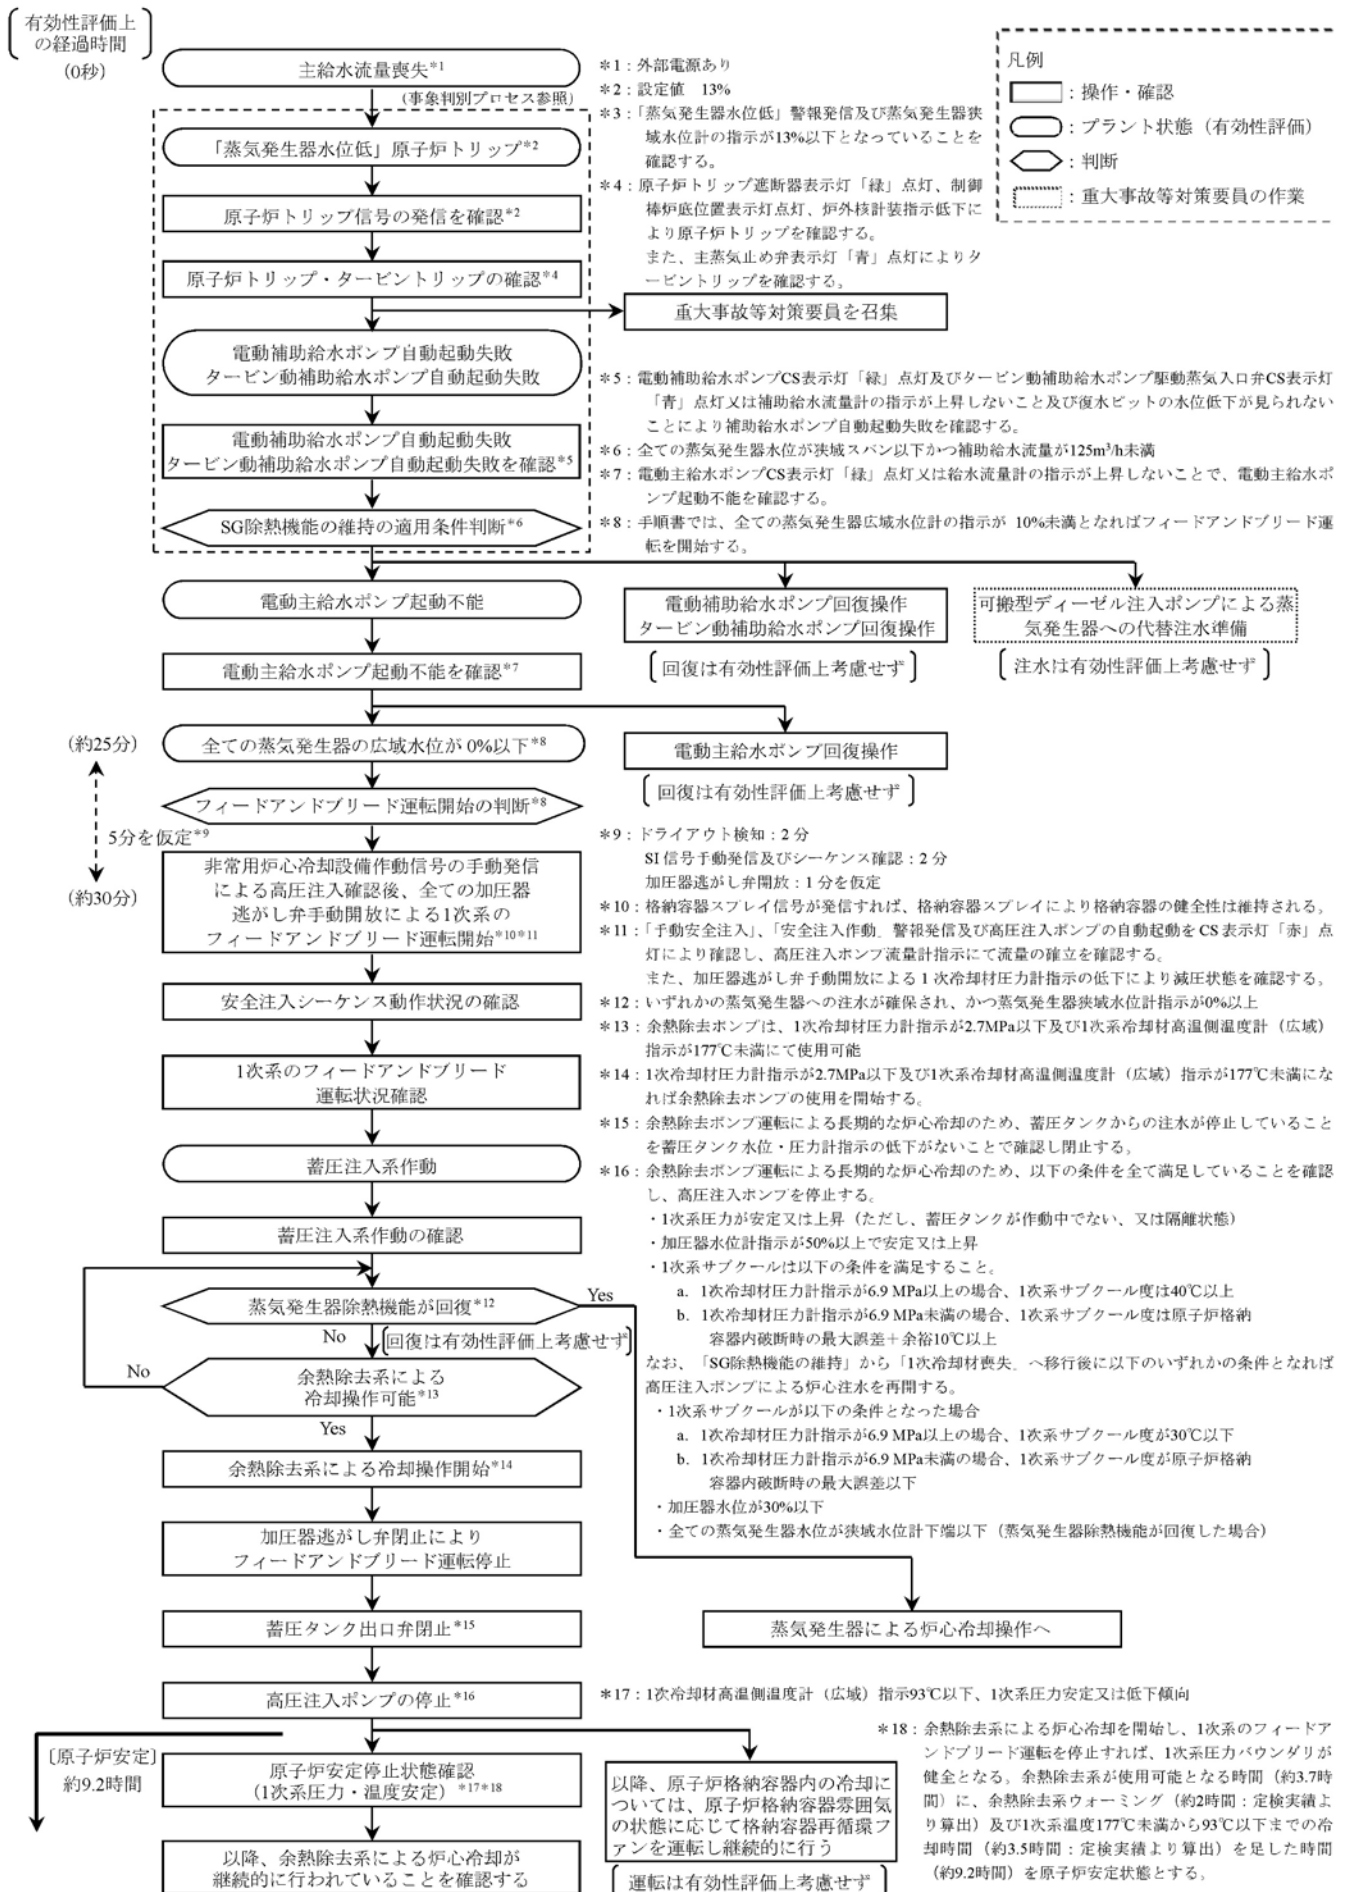 有効性評価上
の経過時間
(0秒)
主給水流量喪失*1
(事象判別プロセス参照)
「蒸気発生器水位低」原子炉トリップ*2
原子炉トリップ信号の発信を確認*2
原子炉トリップ・タービントリップの確認*4
重大事故等対策要員を召集
電動補助給水ポンプ自動起動失敗
タービン動補助給水ポンプ自動起動失敗
電動補助給水ポンプ自動起動失敗
タービン動補助給水ポンプ自動起動失敗を確認*5
SG除熱機能の維持の適用条件判断*6
*1：外部電源あり
*2：設定値　13%
*3：「蒸気発生器水位低」警報発信及び蒸気発生器狭
域水位計の指示が13%以下となっていることを
確認する。
*4：原子炉トリップ遮断器表示灯「緑」点灯、制御
棒炉底位置表示灯点灯、炉外核計装指示低下に
より原子炉トリップを確認する。
また、主蒸気止め弁表示灯「青」点灯によりタ
ービントリップを確認する。
凡例
：操作・確認
：プラント状態（有効性評価）
：判断
：重大事故等対策要員の作業
*5：電動補助給水ポンプCS表示灯「緑」点灯及びタービン動補助給水ポンプ駆動蒸気入口弁CS表示灯
「青」点灯又は補助給水流量計の指示が上昇しないこと及び復水ピットの水位低下が見られない
ことにより補助給水ポンプ自動起動失敗を確認する。
*6：全ての蒸気発生器水位が狭域スパン以下かつ補助給水流量が125m³/h未満
*7：電動主給水ポンプCS表示灯「緑」点灯又は給水流量計の指示が上昇しないことで、電動主給水ポ
ンプ起動不能を確認する。
*8：手順書では、全ての蒸気発生器広域水位計の指示が 10%未満となればフィードアンドブリード運
転を開始する。
電動主給水ポンプ起動不能
電動補助給水ポンプ回復操作
タービン動補助給水ポンプ回復操作
回復は有効性評価上考慮せず
可搬型ディーゼル注入ポンプによる蒸
気発生器への代替注水準備
注水は有効性評価上考慮せず
電動主給水ポンプ起動不能を確認*7
(約25分)
全ての蒸気発生器の広域水位が 0%以下*8
電動主給水ポンプ回復操作
回復は有効性評価上考慮せず
フィードアンドブリード運転開始の判断*8
5分を仮定*9
(約30分)
非常用炉心冷却設備作動信号の手動発信
による高圧注入確認後、全ての加圧器
逃がし弁手動開放による1次系の
フィードアンドブリード運転開始*10*11
安全注入シーケンス動作状況の確認
1次系のフィードアンドブリード
運転状況確認
蓄圧注入系作動
蓄圧注入系作動の確認
蒸気発生器除熱機能が回復*12
Yes
No
回復は有効性評価上考慮せず
余熱除去系による
冷却操作可能*13
No
Yes
余熱除去系による冷却操作開始*14
加圧器逃がし弁閉止により
フィードアンドブリード運転停止
蓄圧タンク出口弁閉止*15
高圧注入ポンプの停止*16
蒸気発生器による炉心冷却操作へ
*9：ドライアウト検知：2 分
SI 信号手動発信及びシーケンス確認：2 分
加圧器逃がし弁開放：1 分を仮定
*10：格納容器スプレイ信号が発信すれば、格納容器スプレイにより格納容器の健全性は維持される。
*11：「手動安全注入」、「安全注入作動」警報発信及び高圧注入ポンプの自動起動を CS 表示灯「赤」点
灯により確認し、高圧注入ポンプ流量計指示にて流量の確立を確認する。
また、加圧器逃がし弁手動開放による 1 次冷却材圧力計指示の低下により減圧状態を確認する。
*12：いずれかの蒸気発生器への注水が確保され、かつ蒸気発生器狭域水位計指示が0%以上
*13：余熱除去ポンプは、1次冷却材圧力計指示が2.7MPa以下及び1次系冷却材高温側温度計（広域）
指示が177℃未満にて使用可能
*14：1次冷却材圧力計指示が2.7MPa以下及び1次系冷却材高温側温度計（広域）指示が177℃未満にな
れば余熱除去ポンプの使用を開始する。
*15：余熱除去ポンプ運転による長期的な炉心冷却のため、蓄圧タンクからの注水が停止していること
を蓄圧タンク水位・圧力計指示の低下がないことで確認し閉止する。
*16：余熱除去ポンプ運転による長期的な炉心冷却のため、以下の条件を全て満足していることを確認
し、高圧注入ポンプを停止する。
・1次系圧力が安定又は上昇（ただし、蓄圧タンクが作動中でない、又は隔離状態）
・加圧器水位計指示が50%以上で安定又は上昇
・1次系サブクールは以下の条件を満足すること。
a. 1次冷却材圧力計指示が6.9 MPa以上の場合、1次系サブクール度は40℃以上
b. 1次冷却材圧力計指示が6.9 MPa未満の場合、1次系サブクール度は原子炉格納
容器内破断時の最大誤差＋余裕10℃以上
なお、「SG除熱機能の維持」から「1次冷却材喪失」へ移行後に以下のいずれかの条件となれば
高圧注入ポンプによる炉心注水を再開する。
・1次系サブクールが以下の条件となった場合
a. 1次冷却材圧力計指示が6.9 MPa以上の場合、1次系サブクール度が30℃以下
b. 1次冷却材圧力計指示が6.9 MPa未満の場合、1次系サブクール度が原子炉格納
容器内破断時の最大誤差以下
・加圧器水位が30%以下
・全ての蒸気発生器水位が狭域水位計下端以下（蒸気発生器除熱機能が回復した場合）
*17：1次冷却材高温側温度計（広域）指示93℃以下、1次系圧力安定又は低下傾向
〔原子炉安定〕
約9.2時間
原子炉安定停止状態確認
(1次系圧力・温度安定) *17*18
以降、余熱除去系による炉心冷却が
継続的に行われていることを確認する
以降、原子炉格納容器内の冷却に
ついては、原子炉格納容器雰囲気
の状態に応じて格納容器再循環フ
ァンを運転し継続的に行う
運転は有効性評価上考慮せず
*18：余熱除去系による炉心冷却を開始し、1次系のフィードア
ンドブリード運転を停止すれば、1次系圧力バウンダリが
健全となる。余熱除去系が使用可能となる時間（約3.7時
間）に、余熱除去系ウォーミング（約2時間：定検実績よ
り算出）及び1次系温度177℃未満から93℃以下までの冷
却時間（約3.5時間：定検実績より算出）を足した時間
（約9.2時間）を原子炉安定状態とする。